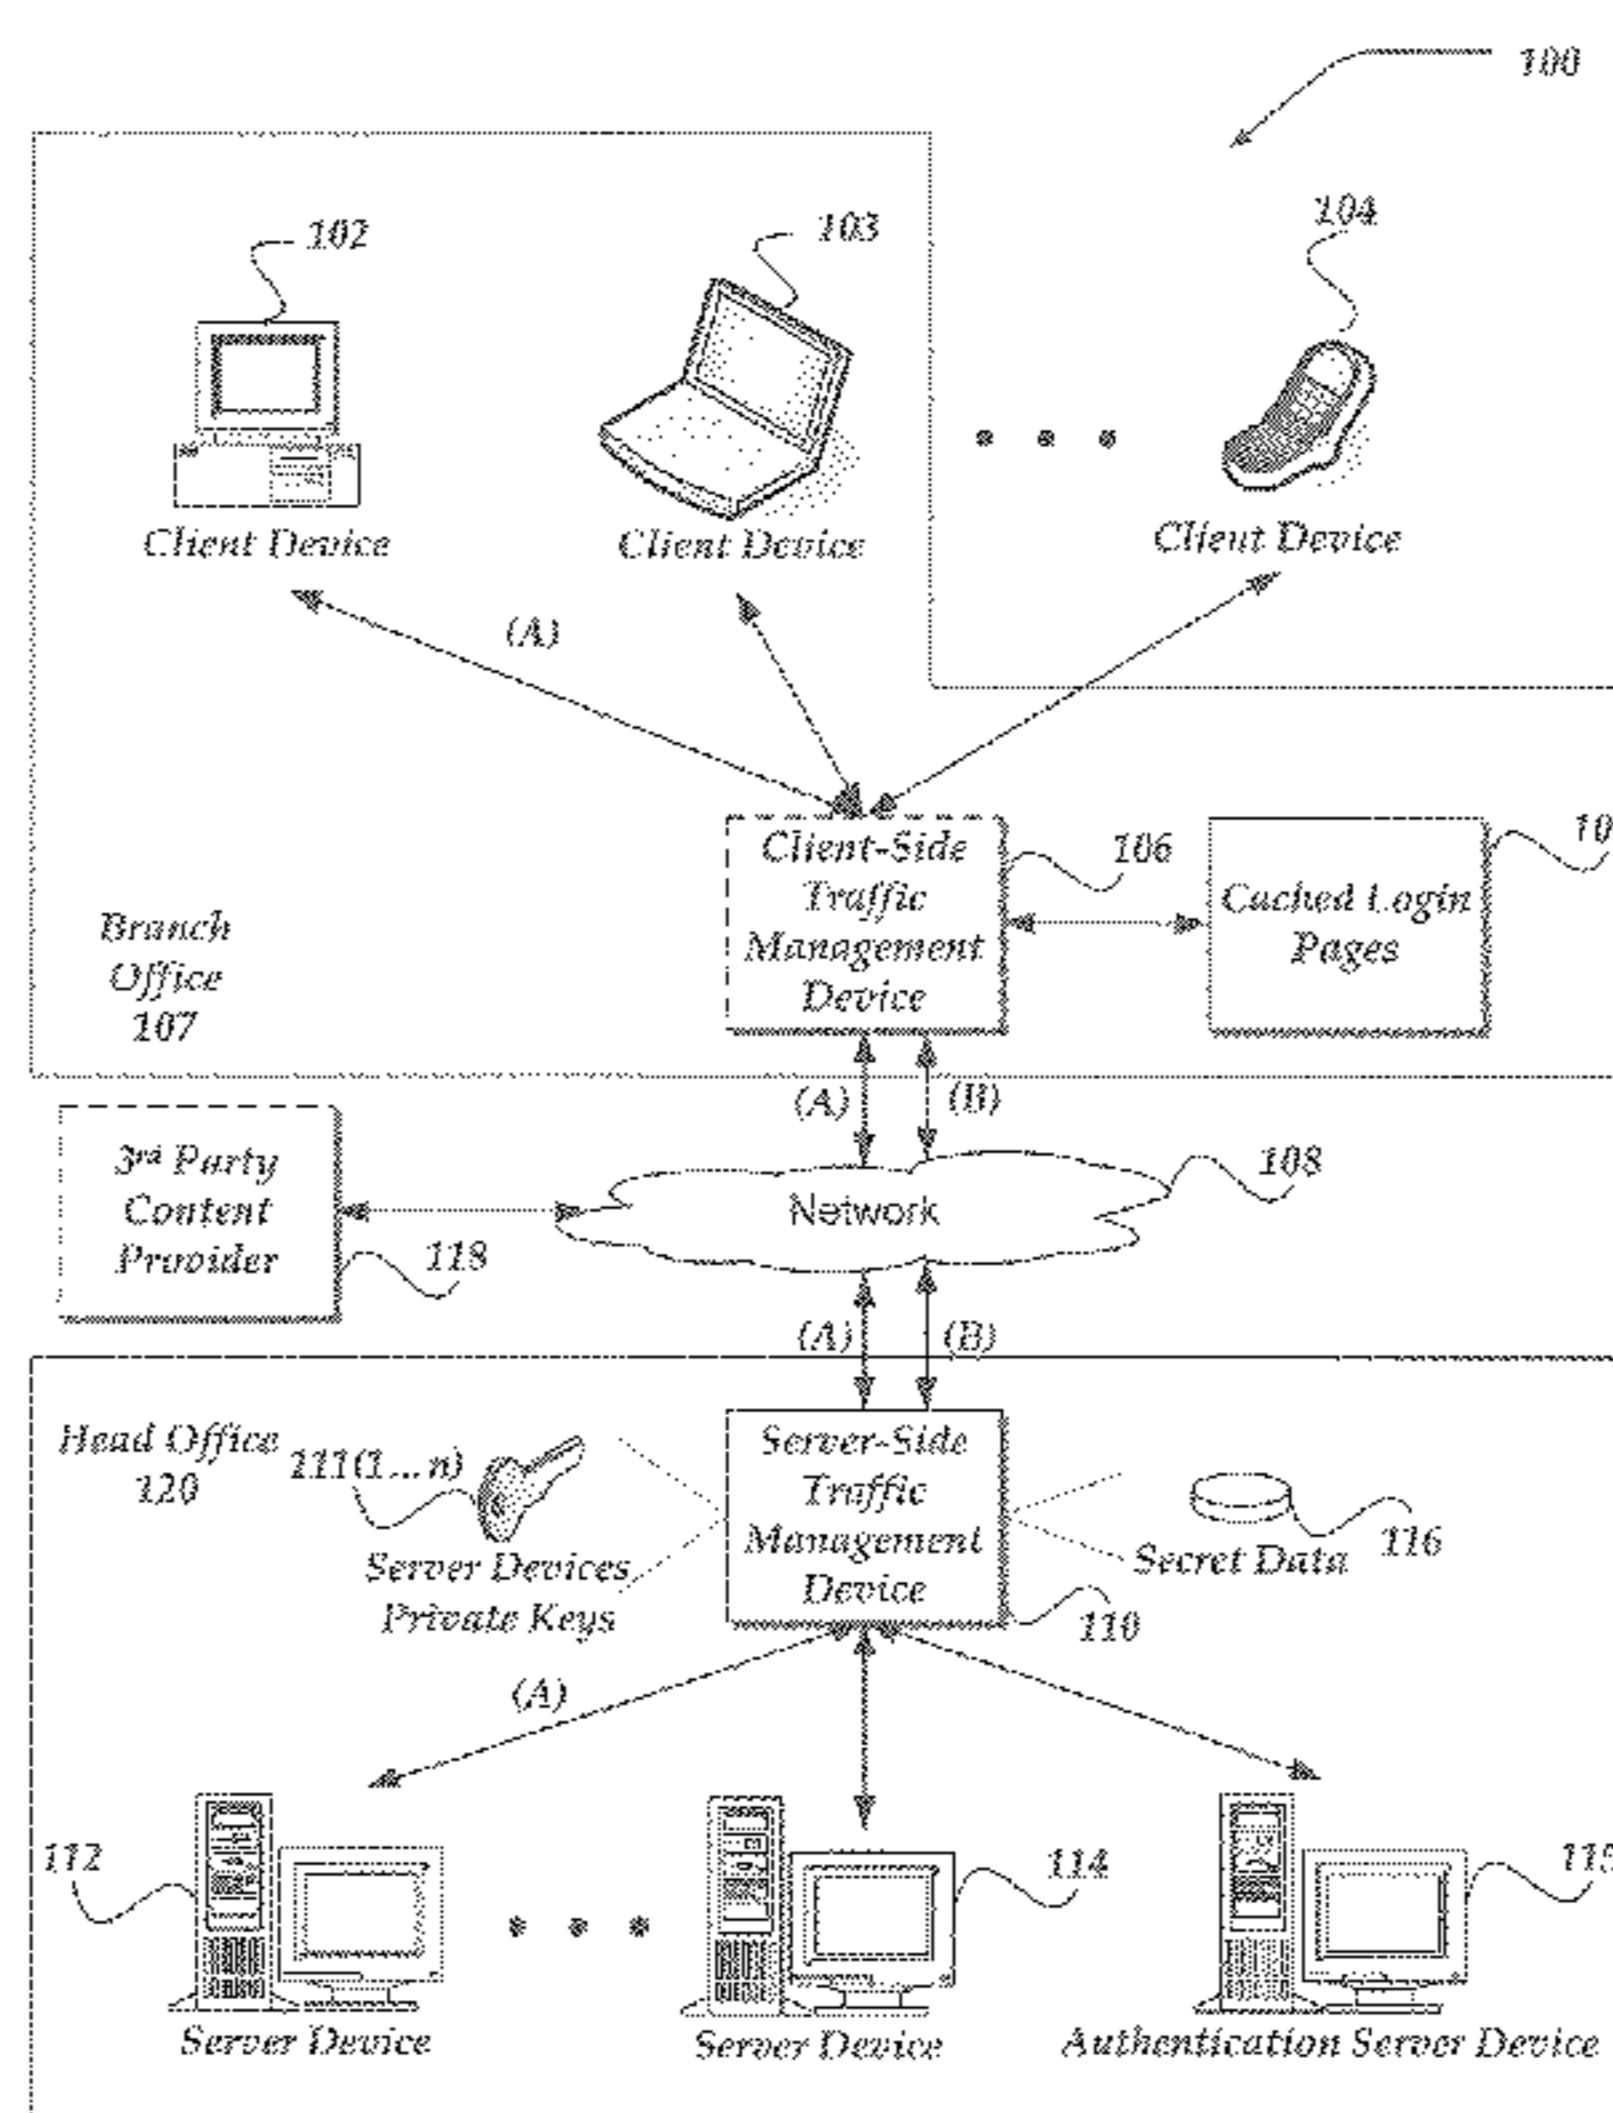 100
102
103
104
Client Device
Client Device
Client Device
(A)
Client-Side
Traffic
Management
Device
106
Cached Login
Pages
10
Branch
Office
107
(A)
(B)
3rd Party
Content
Provider
118
Network
108
(A)
(B)
Head Office
120
111(1...n)
Server Devices
Private Keys
Server-Side
Traffic
Management
Device
110
Secret Data
116
(A)
112
114
115
Server Device
Server Device
Authentication Server Device